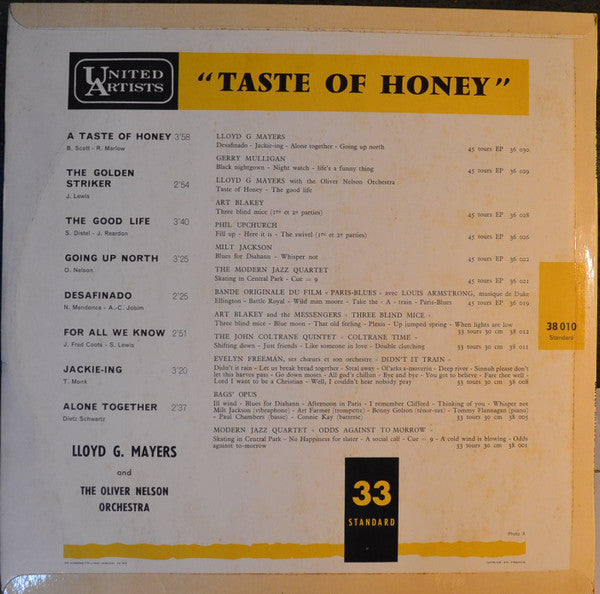 UNITED
ARTISTS
“TASTE OF HONEY”
A TASTE OF HONEY 3'58
B. Scott - R. Marlow
THE GOLDEN
STRIKER 2'54
J. Lewis
THE GOOD LIFE 3'40
S. Distel - J. Reardon
GOING UP NORTH 3'25
O. Nelson.
DESAFINADO 2'25
N. Mendonca - A.-C. Jobim
FOR ALL WE KNOW 2'51
J. Fred Coots - S. Lewis
JACKIE-ING 3'20
T. Monk
ALONE TOGETHER 2'37
Dietz Schwartz
LLOYD G. MAYERS
and
THE OLIVER NELSON
ORCHESTRA
LLOYD G MAYERS
Desafinado - Jackie-ing - Alone together - Going up north 45 tours EP 36 030
GERRY MULLIGAN
Black nightgown - Night watch - life's a funny thing 45 tours EP 36 029
LLOYD G MAYERS with the Oliver Nelson Orchestra
Taste of Honey - The good life
ART BLAKEY
Three blind mice (1re et 2e parties) 45 tours EP 36 028
PHIL UPCHURCH
Fill up - Here it is - The swivel (1re et 2e parties) 45 tours EP 36 026
MILT JACKSON
Blues for Diahann - Whisper not 45 tours EP 36 022
THE MODERN JAZZ QUARTET
Skating in Central Park - Cue = 9 45 tours EP 36 021
BANDE ORIGINALE DU FILM - PARIS-BLUES - avec LOUIS ARMSTRONG, musique de Duke
Ellington - Battle Royal - Wild man moore - Take the - A - train - Paris-Blues 45 tours EP 36 019
ART BLAKEY and the MESSENGERS - THREE BLIND MICE -
Three blind mice - Blue moon - That old feeling - Plexis - Up jumped spring - When lights are low
33 tours 30 cm 38 012
THE JOHN COLTRANE QUINTET - COLTRANE TIME -
Shifting down - Just friends - Like someone in love - Double clutching 33 tours 30 cm 38 011
EVELYN FREEMAN, ses chœurs et son orchestre - DIDN'T IT RAIN -
Didn't it rain - Let us break bread together - Steal away - Ol'arks a-moverin - Deep river - Sinnuh please don't
let this harves pass - Go down moses - All god's chillun - Bye and bye - You get to believe - Fare thee well -
Lord I want to be a Christian - Well, I couldn't hear nobody pray 33 tours 30 cm 38 008
BAGS' OPUS
Ill wind - Blues for Diahann - Afternoon in Paris - I remember Clifford - Thinking of you - Whisper not
Milt Jackson (vibraphone) - Art Farmer (trompette) - Benny Golson (ténor-sax) - Tommy Flannagan (piano)
- Paul Chambers (basse) - Connie Kay (batterie) 33 tours 30 cm 38 005
MODERN JAZZ QUARTET - ODDS AGAINST TO-MORROW -
Skating in Central Park - No Happiness for slater - A social call - Cue = 9 - A cold wind is blowing - Odds
against to-morrow 33 tours 30 cm 38 001
38 010
Standard
33
STANDARD
Photo X